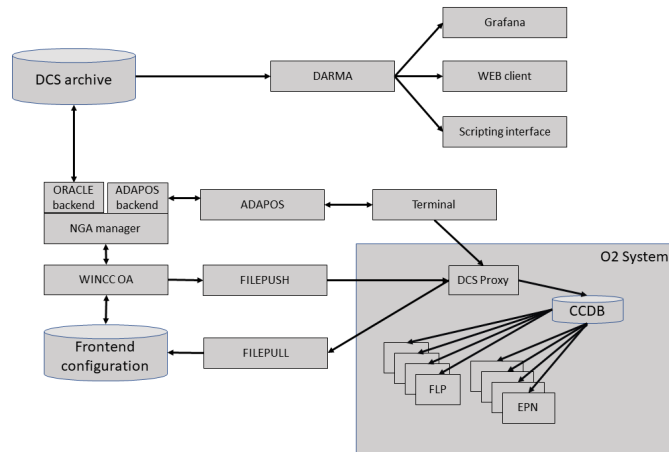 Grafana
DCS archive
DARMA
WEB client
Scripting interface
ORACLE
backend
ADAPOS
backend
ADAPOS
Terminal
NGA manager
O2 System
WINCC OA
FILEPUSH
DCS Proxy
CCDB
Frontend
configuration
FILEPULL
FLP
EPN